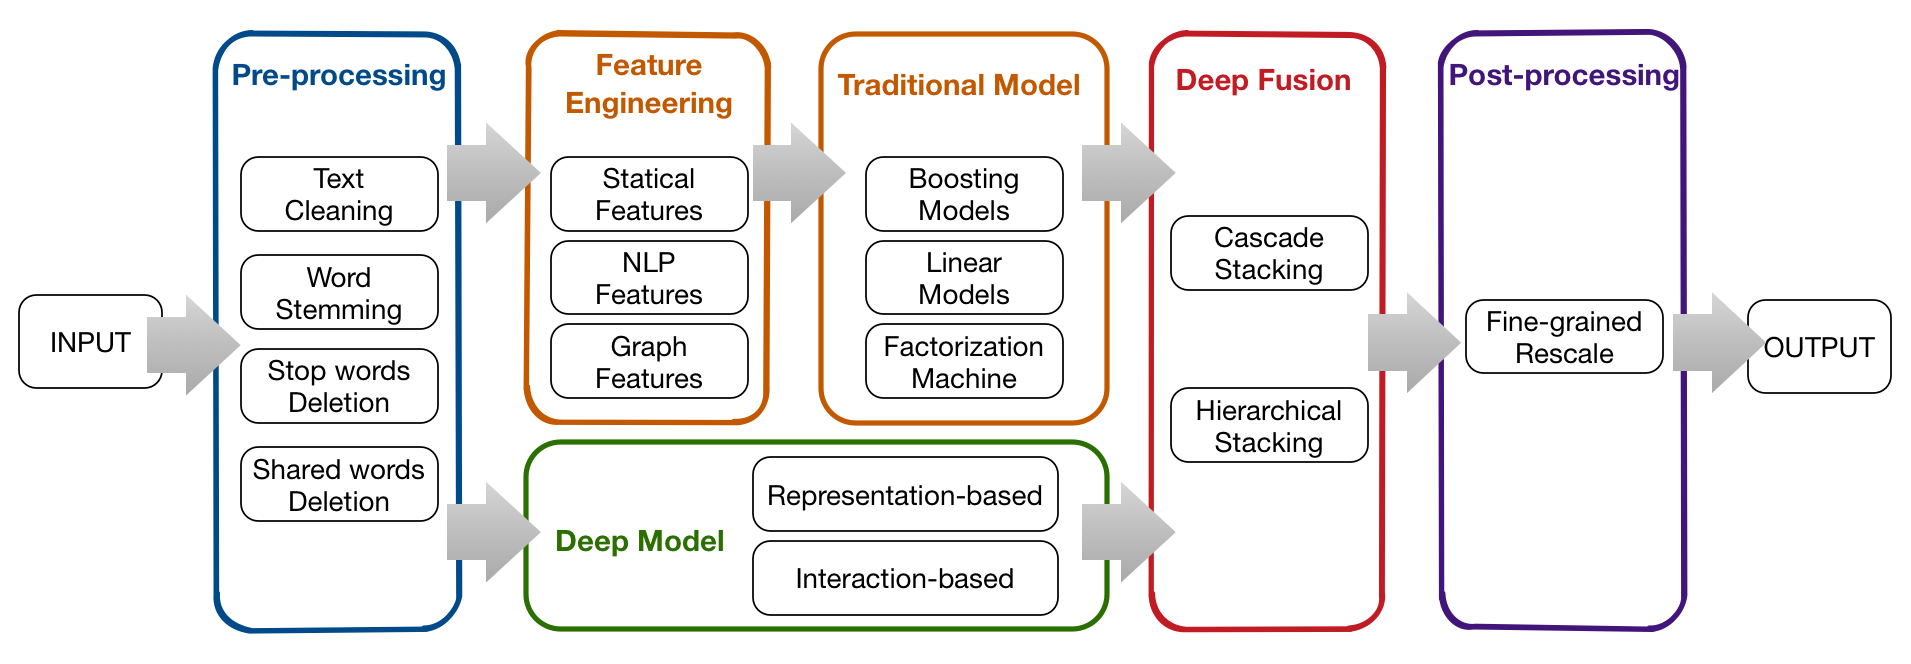 INPUT
Pre-processing
Text
Cleaning
Word
Stemming
Stop words
Deletion
Shared words
Deletion
Feature
Engineering
Statical
Features
NLP
Features
Graph
Features
Traditional Model
Boosting
Models
Linear
Models
Factorization
Machine
Deep Model
Representation-based
Interaction-based
Deep Fusion
Cascade
Stacking
Hierarchical
Stacking
Post-processing
Fine-grained
Rescale
OUTPUT